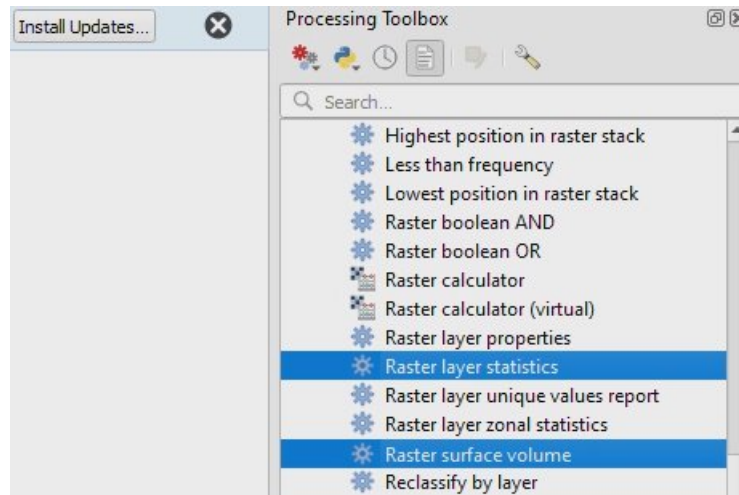 Install Updates...
Processing Toolbox
Search...
Highest position in raster stack
Less than frequency
Lowest position in raster stack
Raster boolean AND
Raster boolean OR
Raster calculator
Raster calculator (virtual)
Raster layer properties
Raster layer statistics
Raster layer unique values report
Raster layer zonal statistics
Raster surface volume
Reclassify by layer